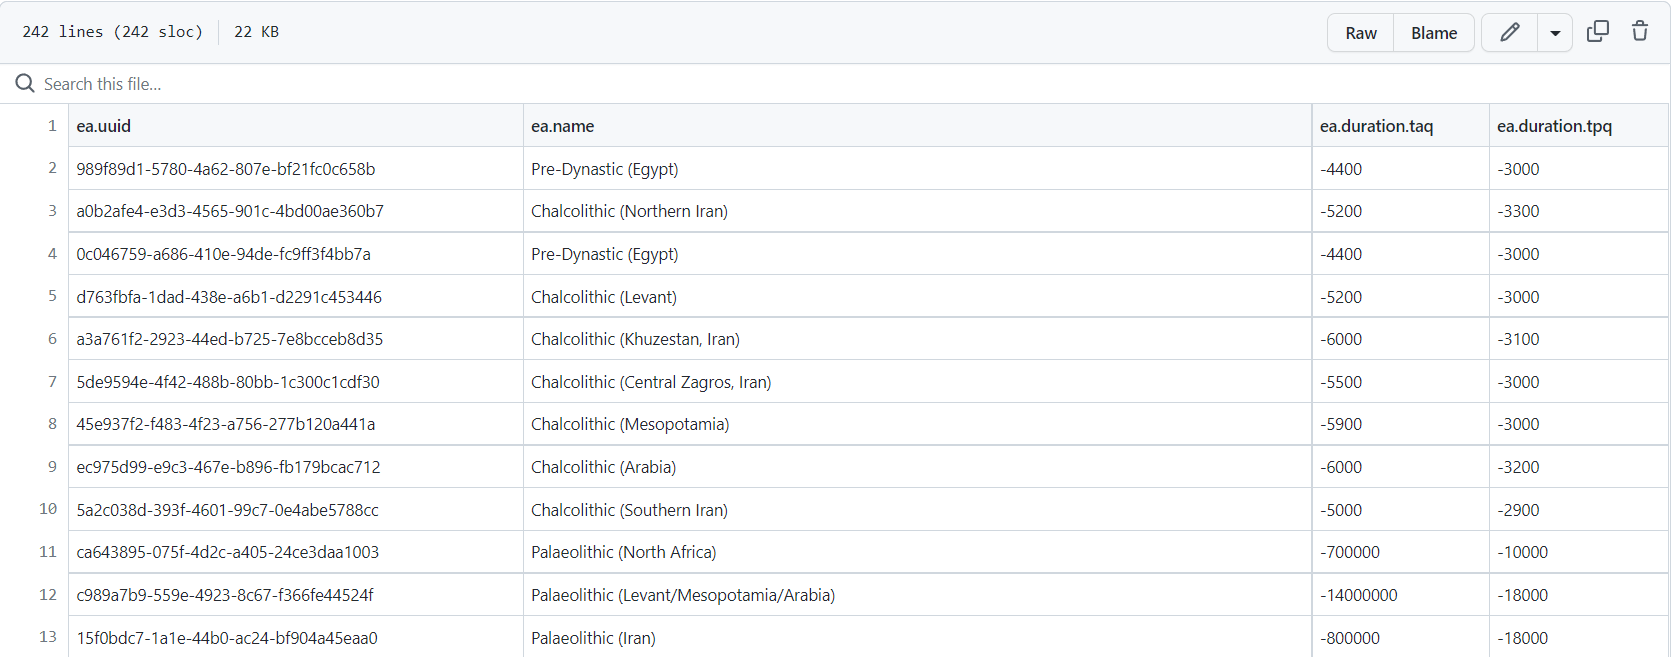 242 lines (242 sloc) 22 KB Raw Blame
Search this file...
1 ea.uuid ea.name ea.duration.taq ea.duration.tpq
2 989f89d1-5780-4a62-807e-bf21fc0c658b Pre-Dynastic (Egypt) -4400 -3000
3 a0b2afe4-e3d3-4565-901c-4bd00ae360b7 Chalcolithic (Northern Iran) -5200 -3300
4 0c046759-a686-410e-94de-fc9ff3f4bb7a Pre-Dynastic (Egypt) -4400 -3000
5 d763fbfa-1dad-438e-a6b1-d2291c453446 Chalcolithic (Levant) -5200 -3000
6 a3a761f2-2923-44ed-b725-7e8bcceb8d35 Chalcolithic (Khuzestan, Iran) -6000 -3100
7 5de9594e-4f42-488b-80bb-1c300c1cdf30 Chalcolithic (Central Zagros, Iran) -5500 -3000
8 45e937f2-f483-4f23-a756-277b120a441a Chalcolithic (Mesopotamia) -5900 -3000
9 ec975d99-e9c3-467e-b896-fb179bcac712 Chalcolithic (Arabia) -6000 -3200
10 5a2c038d-393f-4601-99c7-0e4abe5788cc Chalcolithic (Southern Iran) -5000 -2900
11 ca643895-075f-4d2c-a405-24ce3daa1003 Palaeolithic (North Africa) -700000 -10000
12 c989a7b9-559e-4923-8c67-f366fe44524f Palaeolithic (Levant/Mesopotamia/Arabia) -14000000 -18000
13 15f0bdc7-1a1e-44b0-ac24-bf904a45eaa0 Palaeolithic (Iran) -800000 -18000